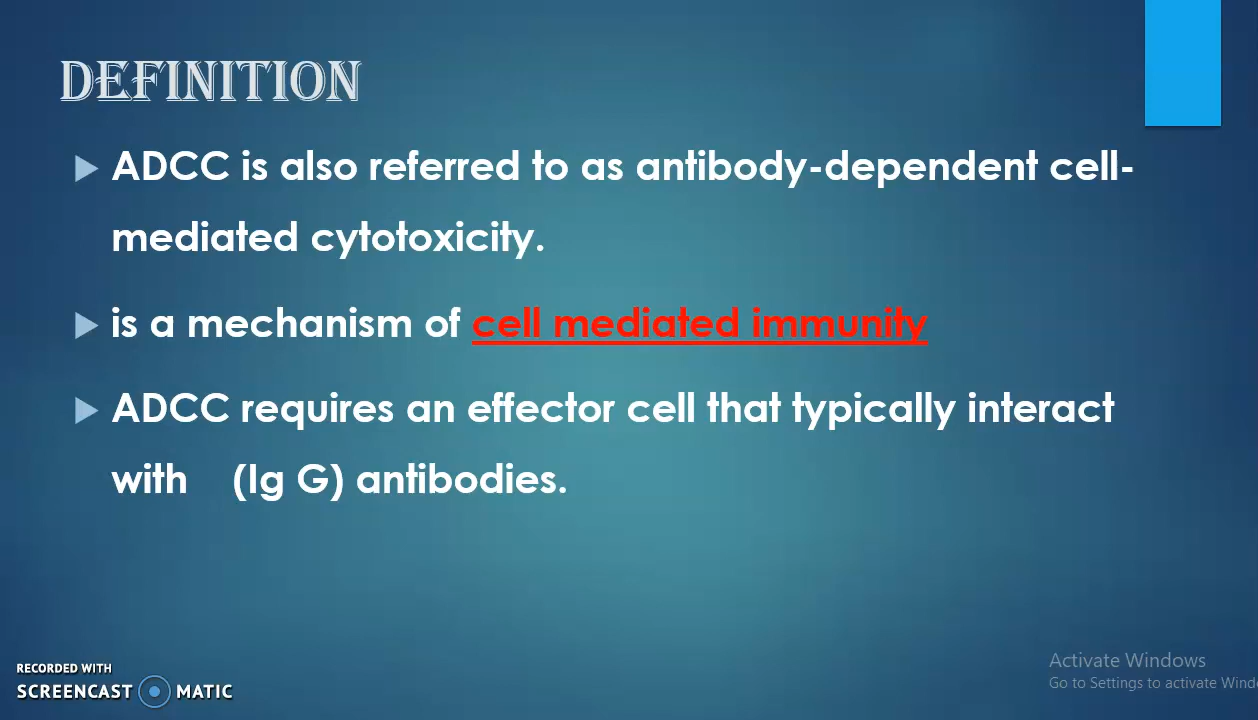 DEFINITION
ADCC is also referred to as antibody-dependent cell-
mediated cytotoxicity.
is a mechanism of cell mediated immunity
ADCC requires an effector cell that typically interact
with (Ig G) antibodies.
RECORDED WITH
SCREENCAST MATIC
Activate Windows
Go to Settings to activate Wind